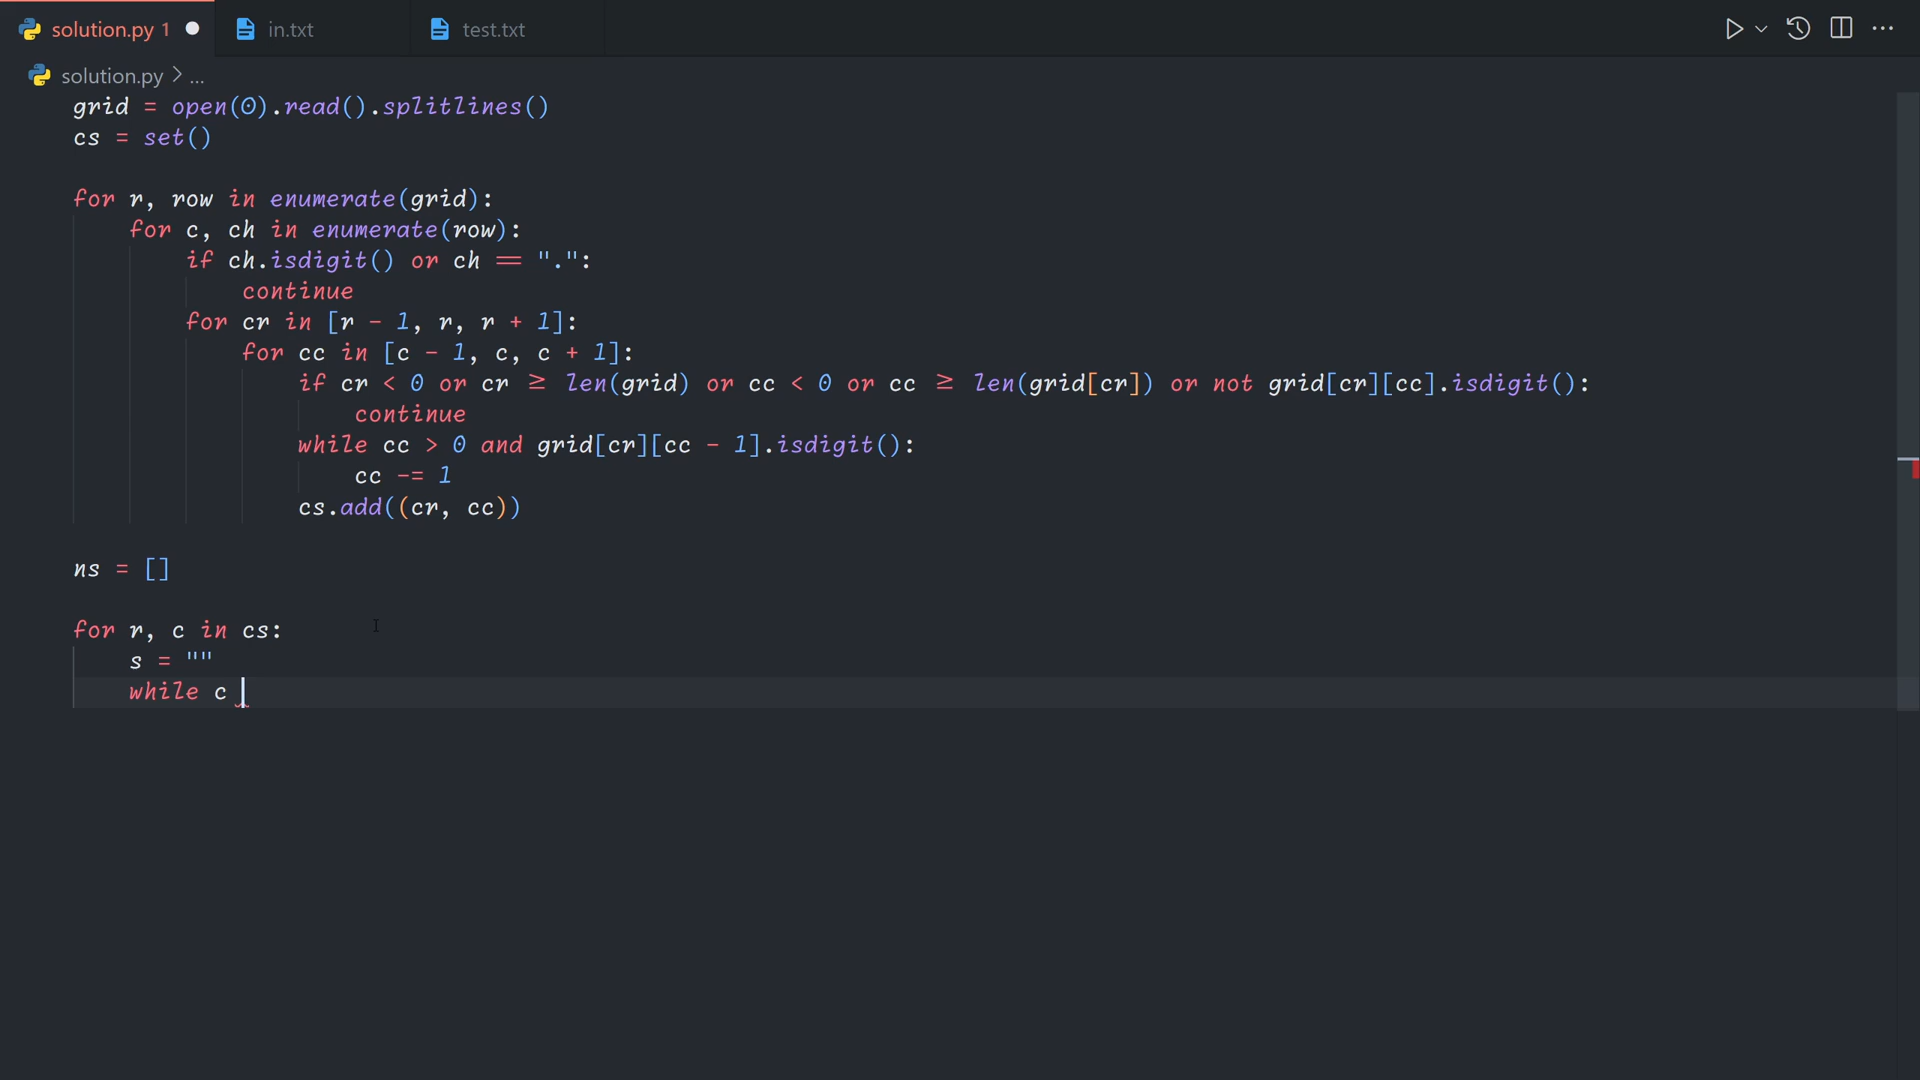 solution.py 1 in.txt test.txt
solution.py > ...
grid = open(0).read().splitlines()
cs = set()
for r, row in enumerate(grid):
    for c, ch in enumerate(row):
        if ch.isdigit() or ch == ".":
            continue
        for cr in [r - 1, r, r + 1]:
            for cc in [c - 1, c, c + 1]:
                if cr < 0 or cr ≥ len(grid) or cc < 0 or cc ≥ len(grid[cr]) or not grid[cr][cc].isdigit():
                    continue
                while cc > 0 and grid[cr][cc - 1].isdigit():
                    cc -= 1
                cs.add((cr, cc))
ns = []
for r, c in cs:
    s = ""
    while c